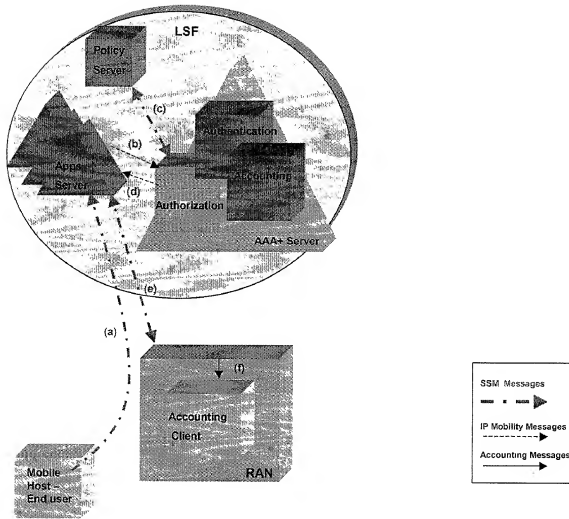 LSF
Policy
Server
(c)
Authentication
(b)
Apps
Server
Accounting
(d)
Authorization
AAA+ Server
(e)
(a)
(f)
Accounting
Client
RAN
Mobile
Host –
End user
SSM Messages
IP Mobility Messages
Accounting Messages